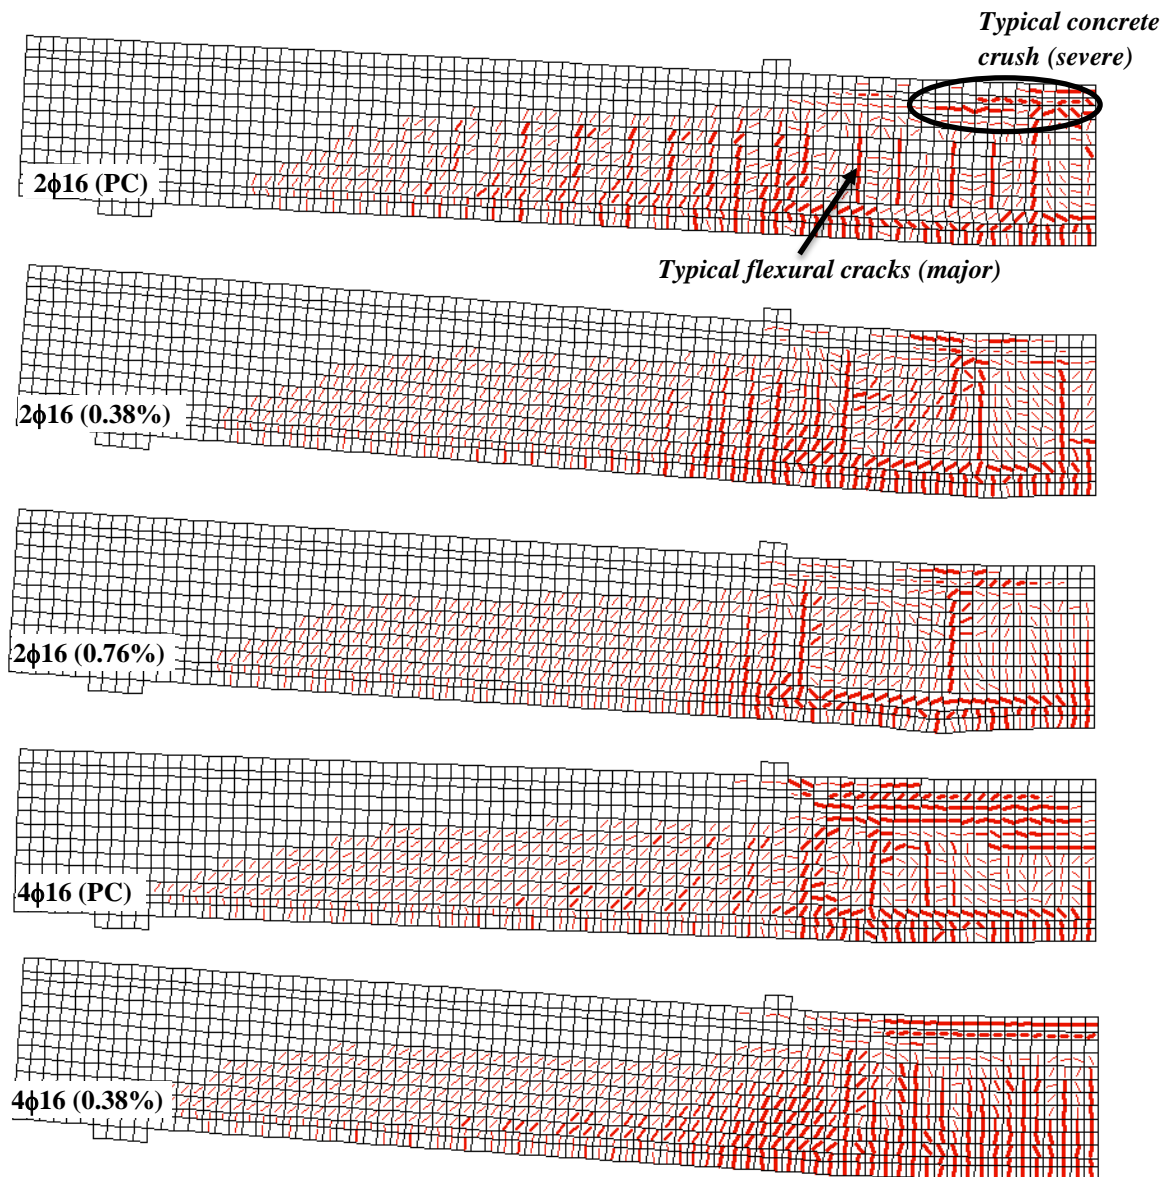 Typical concrete
crush (severe)
2ϕ16 (PC)
Typical flexural cracks (major)
2ϕ16 (0.38%)
2ϕ16 (0.76%)
4ϕ16 (PC)
4ϕ16 (0.38%)